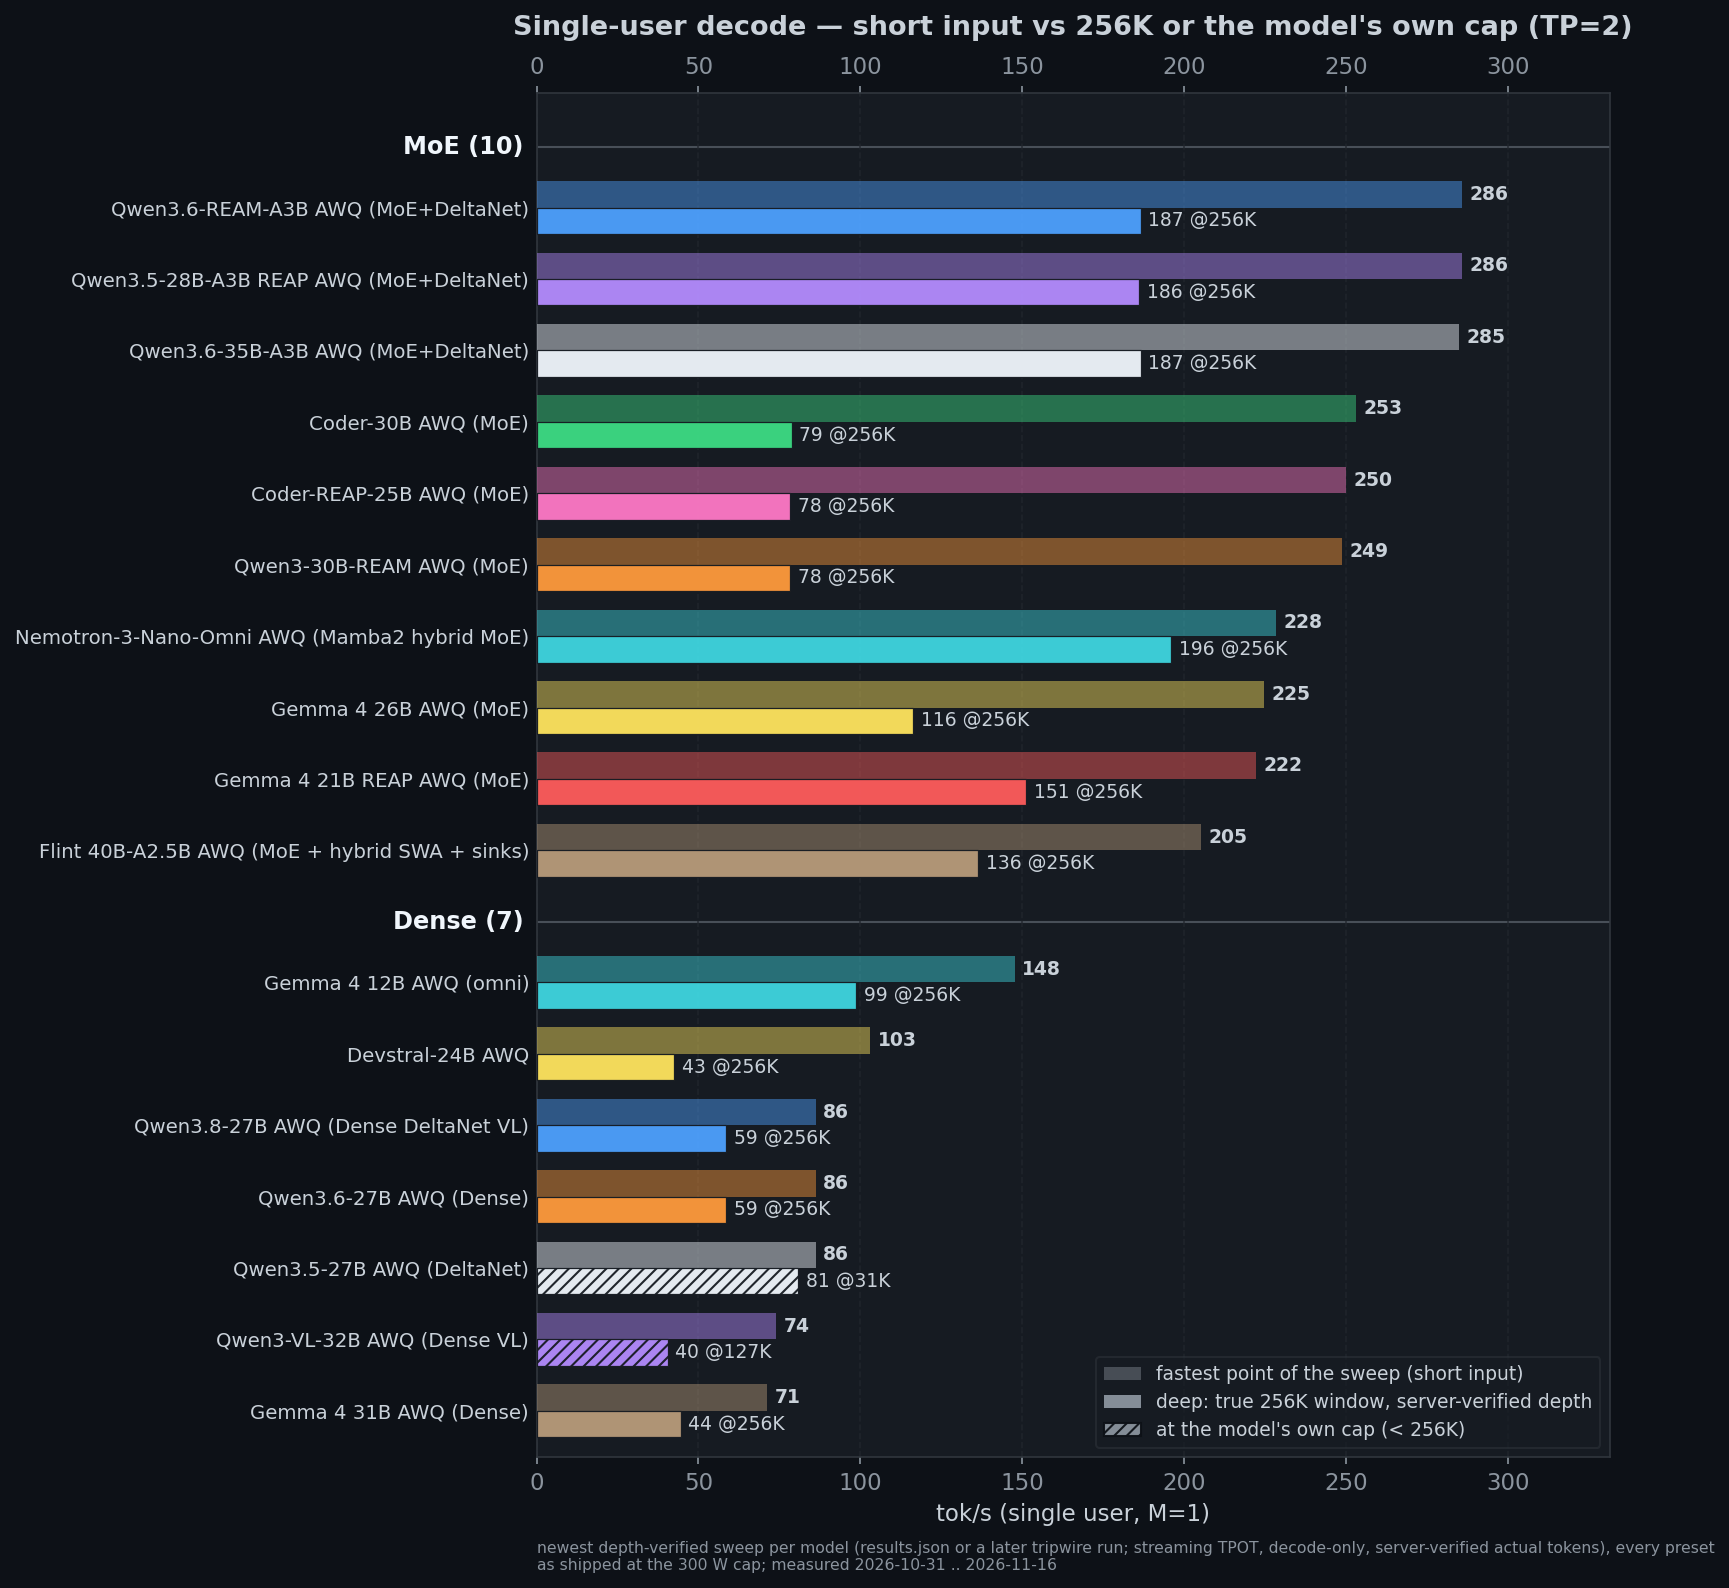 Single-user decode — short input vs 256K or the model's own cap (TP=2)
0 50 100 150 200 250 300
MoE (10)
Qwen3.6-REAM-A3B AWQ (MoE+DeltaNet)
286
187 @256K
Qwen3.5-28B-A3B REAP AWQ (MoE+DeltaNet)
286
186 @256K
Qwen3.6-35B-A3B AWQ (MoE+DeltaNet)
285
187 @256K
Coder-30B AWQ (MoE)
253
79 @256K
Coder-REAP-25B AWQ (MoE)
250
78 @256K
Qwen3-30B-REAM AWQ (MoE)
249
78 @256K
Nemotron-3-Nano-Omni AWQ (Mamba2 hybrid MoE)
228
196 @256K
Gemma 4 26B AWQ (MoE)
225
116 @256K
Gemma 4 21B REAP AWQ (MoE)
222
151 @256K
Flint 40B-A2.5B AWQ (MoE + hybrid SWA + sinks)
205
136 @256K
Dense (7)
Gemma 4 12B AWQ (omni)
148
99 @256K
Devstral-24B AWQ
103
43 @256K
Qwen3.8-27B AWQ (Dense DeltaNet VL)
86
59 @256K
Qwen3.6-27B AWQ (Dense)
86
59 @256K
Qwen3.5-27B AWQ (DeltaNet)
86
81 @31K
Qwen3-VL-32B AWQ (Dense VL)
74
40 @127K
Gemma 4 31B AWQ (Dense)
71
44 @256K
fastest point of the sweep (short input)
deep: true 256K window, server-verified depth
at the model's own cap (< 256K)
0 50 100 150 200 250 300
tok/s (single user, M=1)
newest depth-verified sweep per model (results.json or a later tripwire run; streaming TPOT, decode-only, server-verified actual tokens), every preset
as shipped at the 300 W cap; measured 2026-10-31 .. 2026-11-16